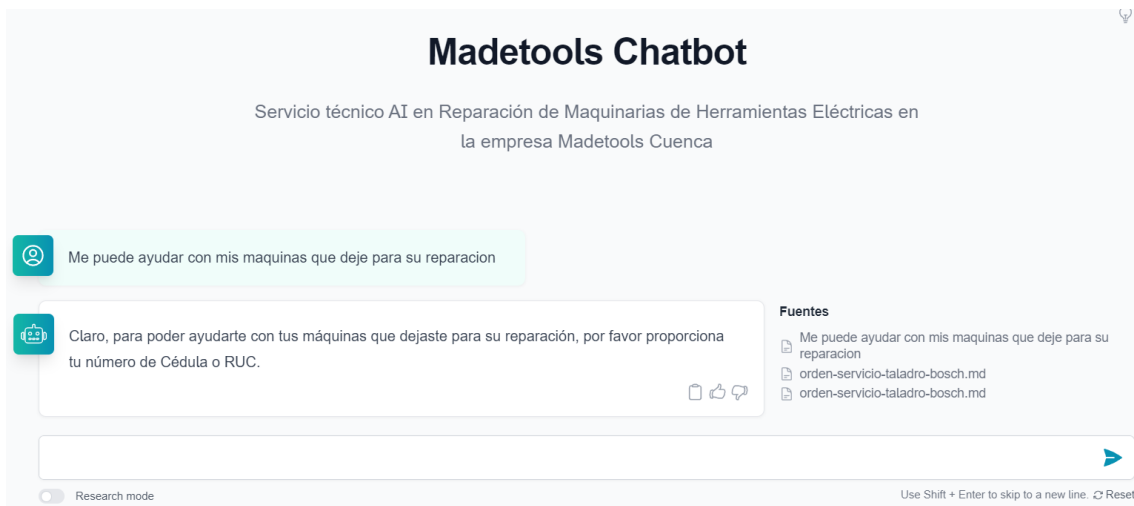 Madetools Chatbot
Servicio técnico AI en Reparación de Maquinarias de Herramientas Eléctricas en
la empresa Madetools Cuenca
Me puede ayudar con mis maquinas que deje para su reparacion
Claro, para poder ayudarte con tus máquinas que dejaste para su reparación, por favor proporciona
tu número de Cédula o RUC.
Fuentes
Me puede ayudar con mis maquinas que deje para su
reparacion
orden-servicio-taladro-bosch.md
orden-servicio-taladro-bosch.md
Research mode
Use Shift + Enter to skip to a new line. Reset